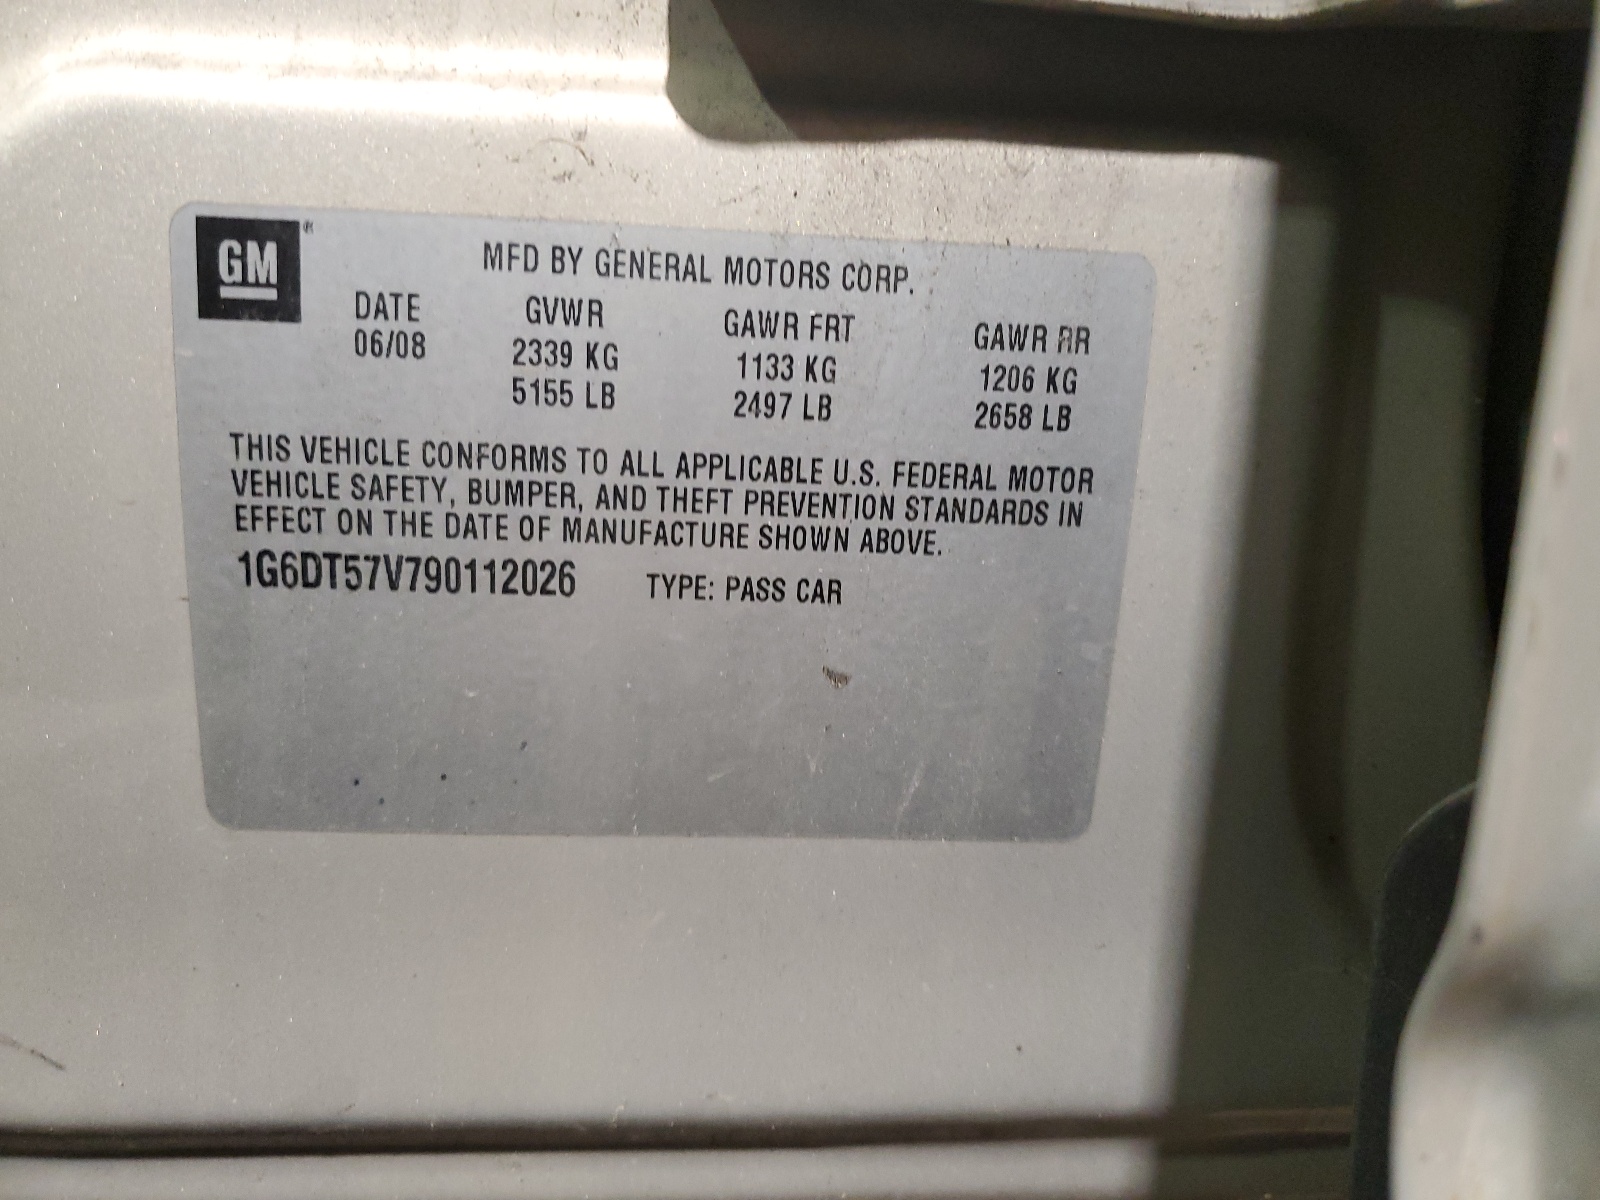 GM®
MFD BY GENERAL MOTORS CORP.
DATE GVWR GAWR FRT GAWR RR
06/08 2339 KG 1133 KG 1206 KG
5155 LB 2497 LB 2658 LB
THIS VEHICLE CONFORMS TO ALL APPLICABLE U.S. FEDERAL MOTOR
VEHICLE SAFETY, BUMPER, AND THEFT PREVENTION STANDARDS IN
EFFECT ON THE DATE OF MANUFACTURE SHOWN ABOVE.
1G6DT57V790112026 TYPE: PASS CAR